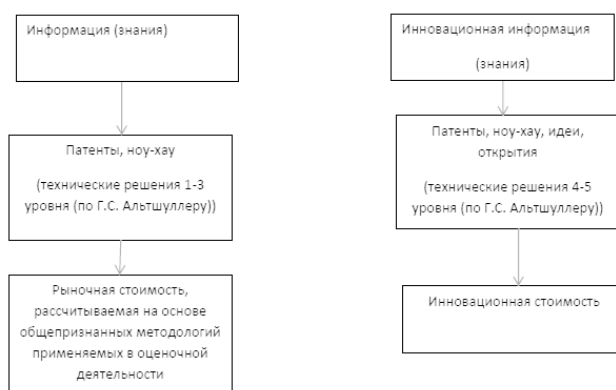 Информация (знания)
Патенты, ноу-хау
(технические решения 1-3
уровня (по Г.С. Альтшуллеру))
Рыночная стоимость,
рассчитываемая на основе
общепризнанных методологий
применяемых в оценочной
деятельности
Инновационная информация
(знания)
Патенты, ноу-хау, идеи,
открытия
(технические решения 4-5
уровня (по Г.С. Альтшуллеру))
Инновационная стоимость